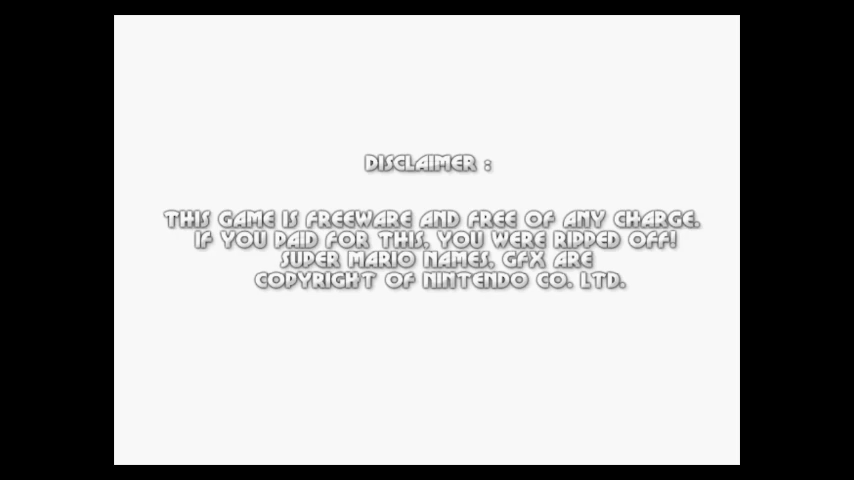 DISCLAIMER :
THIS GAME IS FREEWARE AND FREE OF ANY CHARGE.
IF YOU PAID FOR THIS, YOU WERE RIPPED OFF!
SUPER MARIO NAMES, GFX ARE
COPYRIGHT OF NINTENDO CO. LTD.